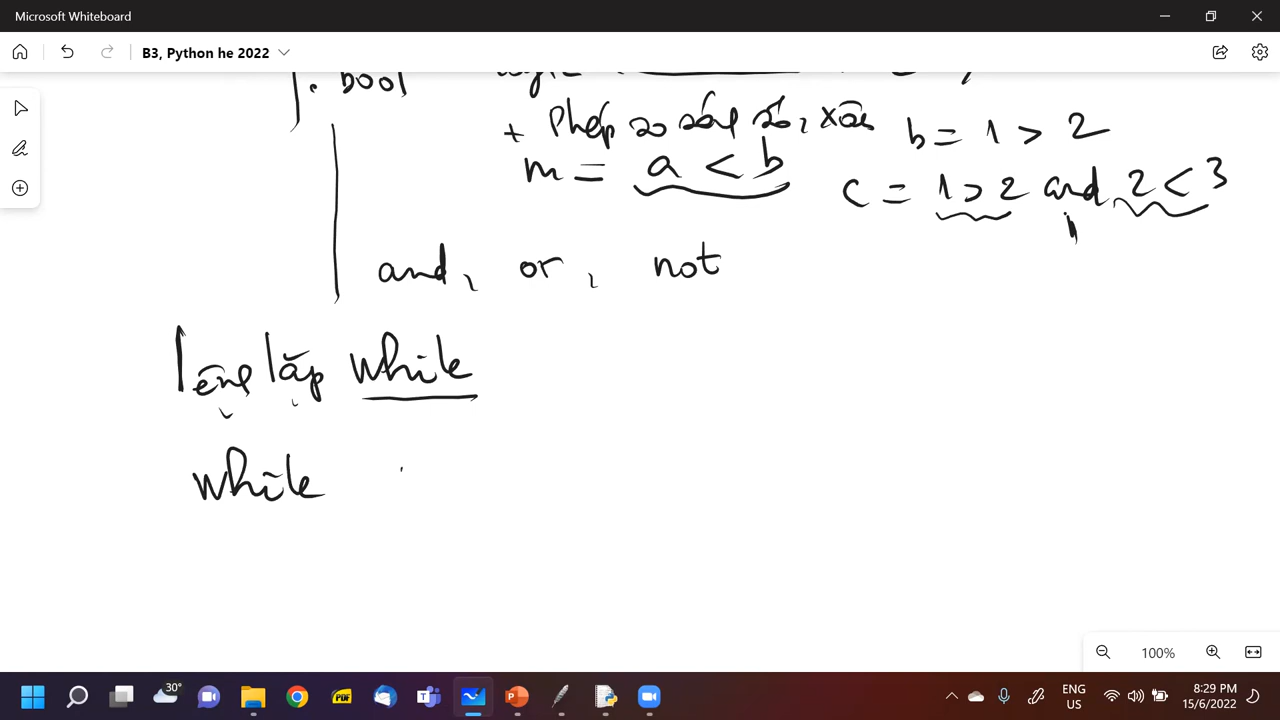 Microsoft Whiteboard
B3, Python he 2022
bool
+ Phép so sánh số, xâu
b = 1 > 2
m = a < b
c = 1 > 2 and 2 < 3
and, or, not
lệnh lặp while
while
100%
30°
ENG
US
8:29 PM
15/6/2022